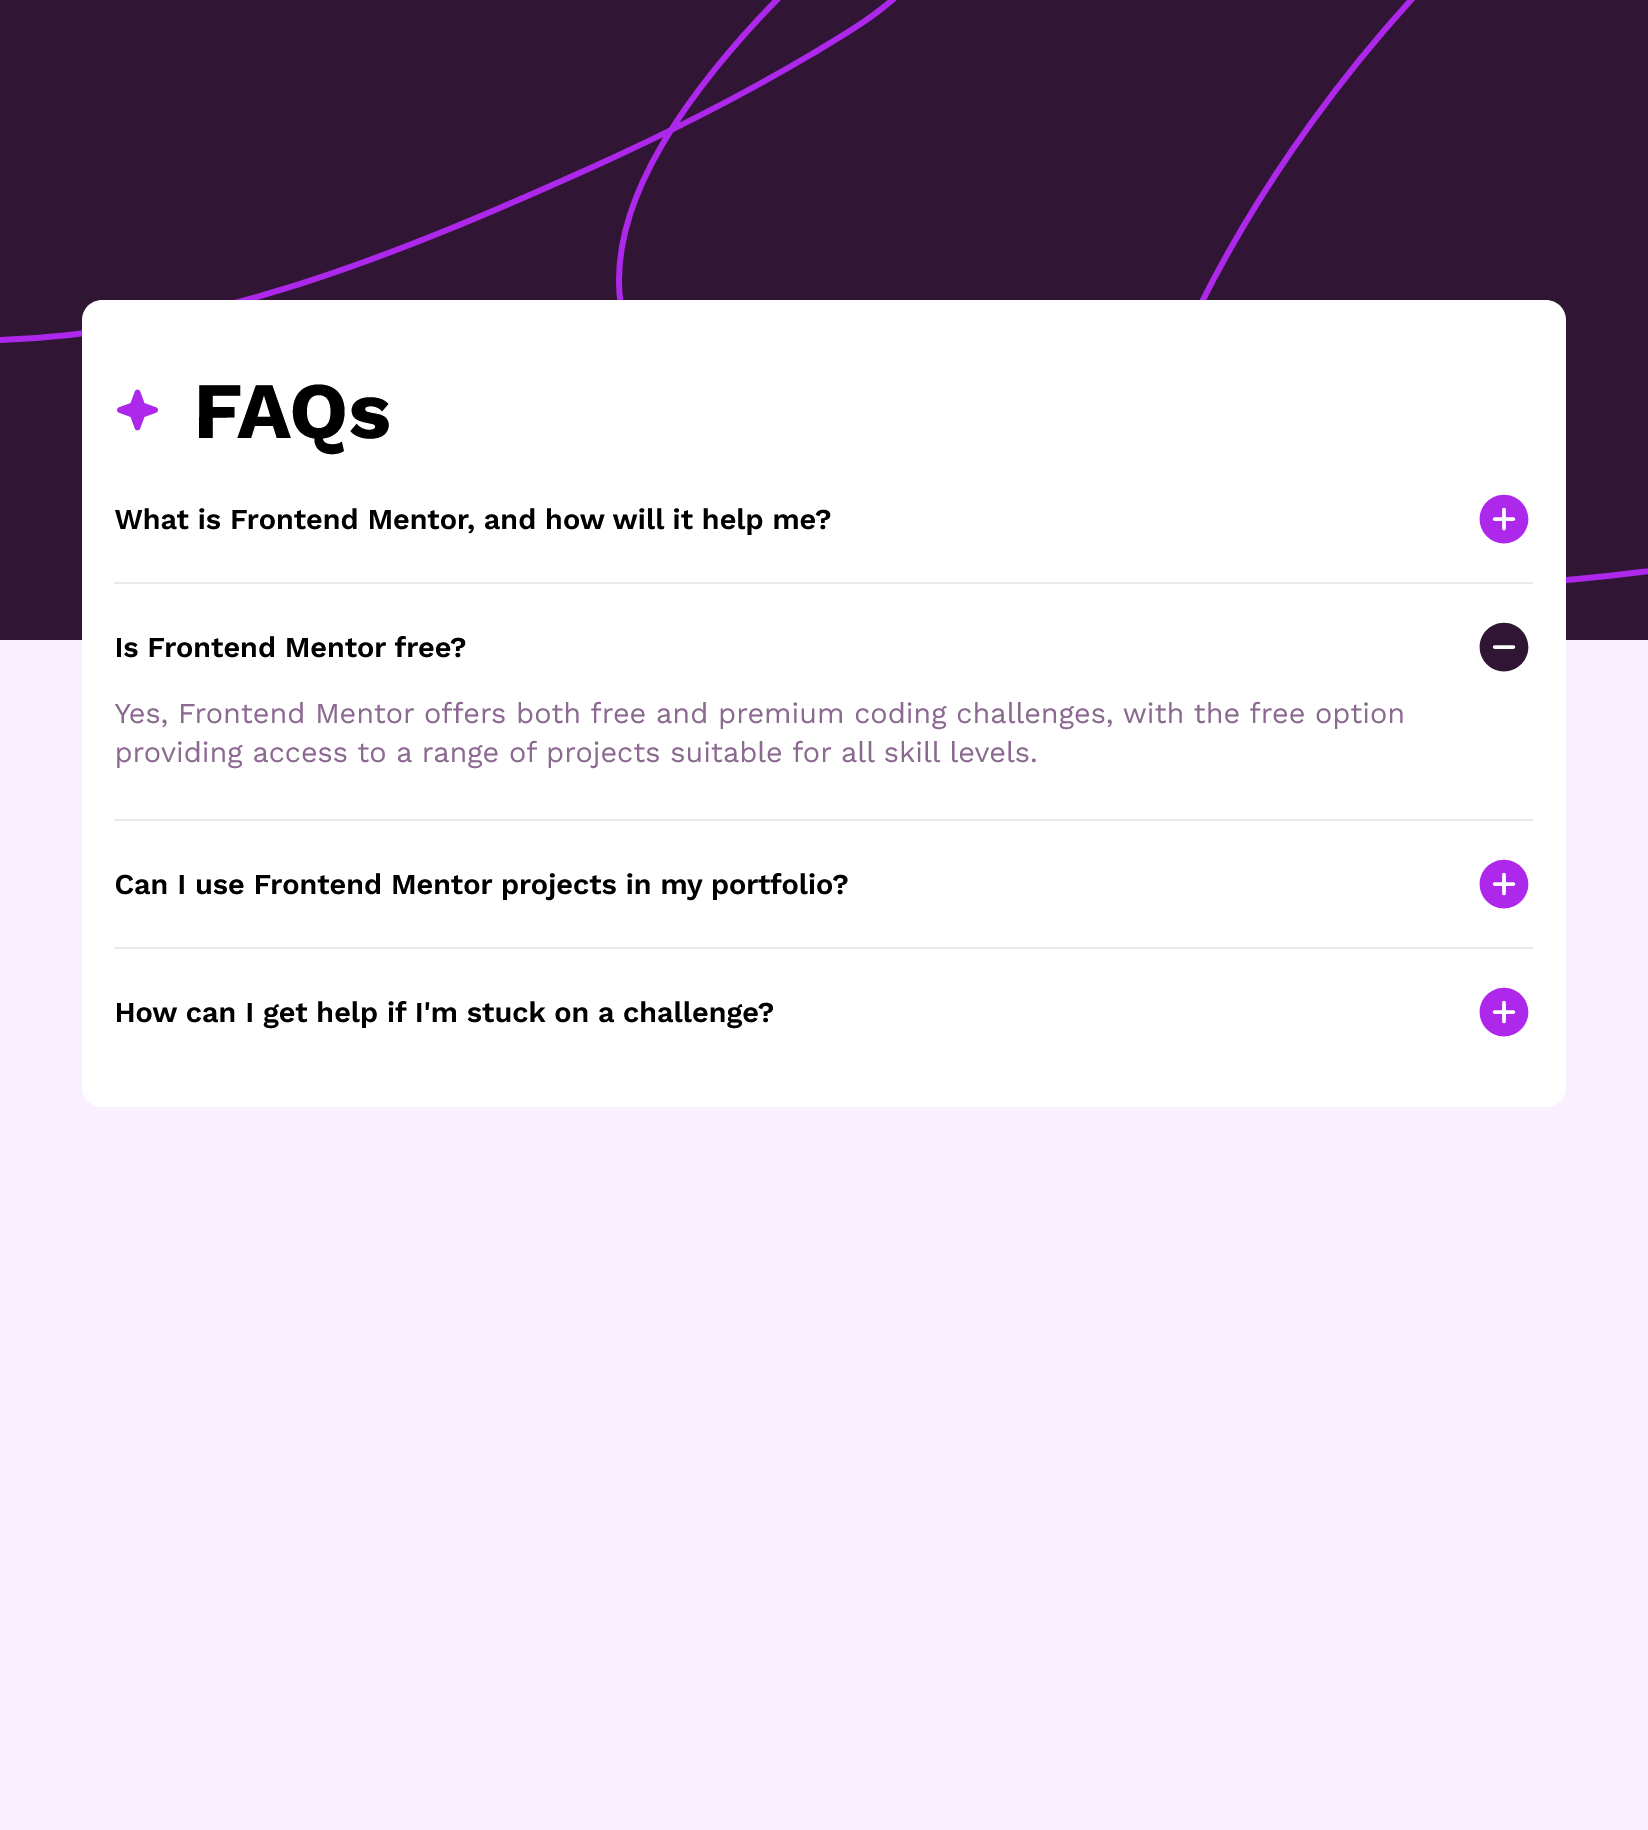 FAQs
What is Frontend Mentor, and how will it help me?
Is Frontend Mentor free?
Yes, Frontend Mentor offers both free and premium coding challenges, with the free option
providing access to a range of projects suitable for all skill levels.
Can I use Frontend Mentor projects in my portfolio?
How can I get help if I'm stuck on a challenge?